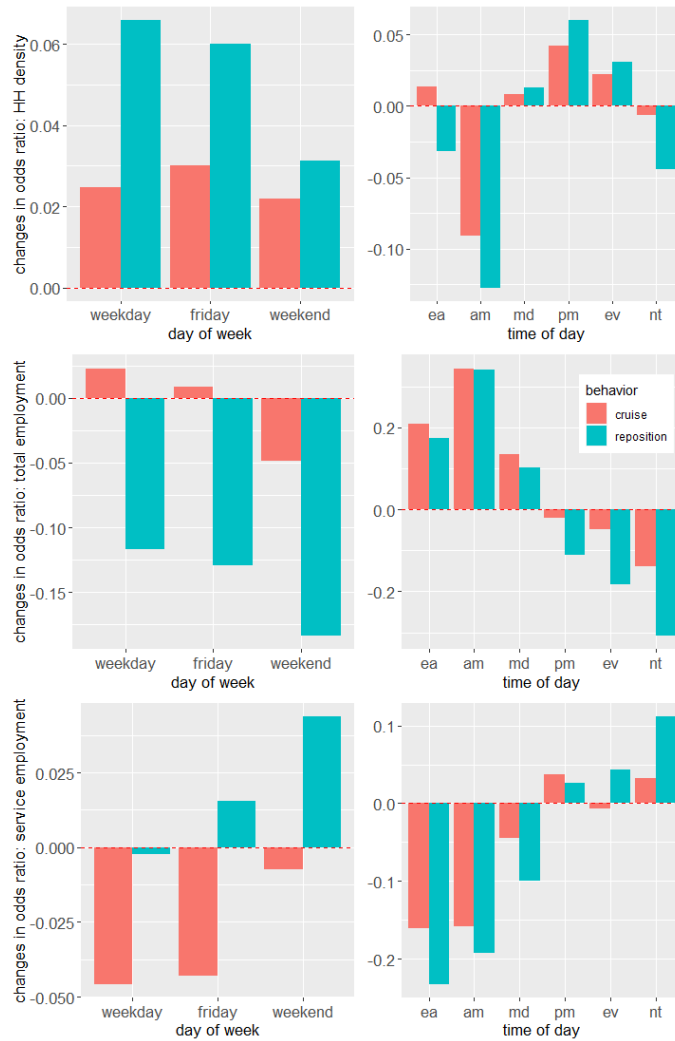 changes in odds ratio: HH density
0.06
0.04
0.02
0.00
weekday friday weekend
day of week
0.05
0.00
-0.05
-0.10
ea am md pm ev nt
time of day
changes in odds ratio: total employment
0.00
-0.05
-0.10
-0.15
weekday friday weekend
day of week
0.2
0.0
-0.2
behavior
cruise
reposition
ea am md pm ev nt
time of day
changes in odds ratio: service employment
0.025
0.000
-0.025
-0.050
weekday friday weekend
day of week
0.1
0.0
-0.1
-0.2
ea am md pm ev nt
time of day